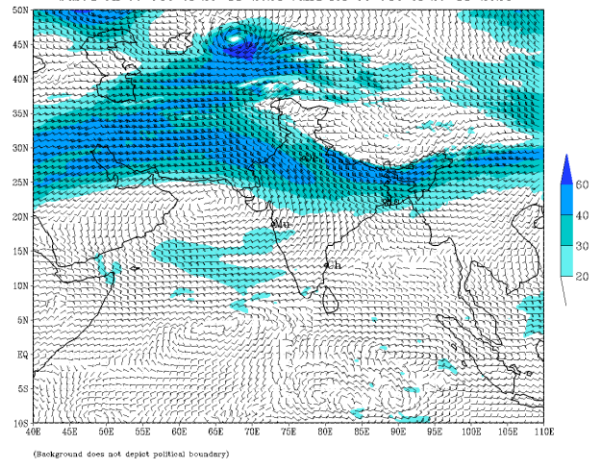 50N
45N
40N
35N
30N
25N
20N
15N
10N
5N
EQ
5S
10S
Mu
Ch
60
40
30
20
40E 45E 50E 55E 60E 65E 70E 75E 80E 85E 90E 95E 100E 105E 110E
(Background does not depict political boundary)